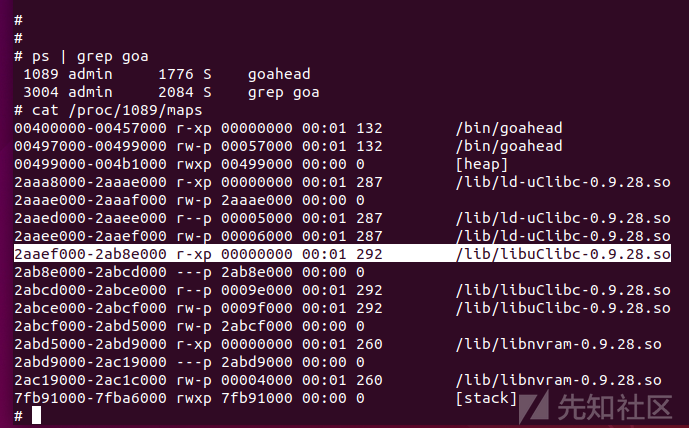 #
#
# ps | grep goa
1089 admin 1776 S goahead
3004 admin 2084 S grep goa
# cat /proc/1089/maps
00400000-00457000 r-xp 00000000 00:01 132 /bin/goahead
00497000-00499000 rw-p 00057000 00:01 132 /bin/goahead
00499000-004b1000 rwxp 00499000 00:00 0 [heap]
2aaa8000-2aaae000 r-xp 00000000 00:01 287 /lib/ld-uClibc-0.9.28.so
2aaae000-2aaaf000 rw-p 2aaae000 00:00 0
2aaed000-2aaee000 r--p 00005000 00:01 287 /lib/ld-uClibc-0.9.28.so
2aaee000-2aaef000 rw-p 00006000 00:01 287 /lib/ld-uClibc-0.9.28.so
2aaef000-2ab8e000 r-xp 00000000 00:01 292 /lib/libuClibc-0.9.28.so
2ab8e000-2abcd000 ---p 2ab8e000 00:00 0
2abcd000-2abce000 r--p 0009e000 00:01 292 /lib/libuClibc-0.9.28.so
2abce000-2abcf000 rw-p 0009f000 00:01 292 /lib/libuClibc-0.9.28.so
2abcf000-2abd5000 rw-p 2abcf000 00:00 0
2abd5000-2abd9000 r-xp 00000000 00:01 260 /lib/libnvram-0.9.28.so
2abd9000-2ac19000 ---p 2abd9000 00:00 0
2ac19000-2ac1c000 rw-p 00004000 00:01 260 /lib/libnvram-0.9.28.so
7fb91000-7fba6000 rwxp 7fb91000 00:00 0 [stack]
#
先知社区